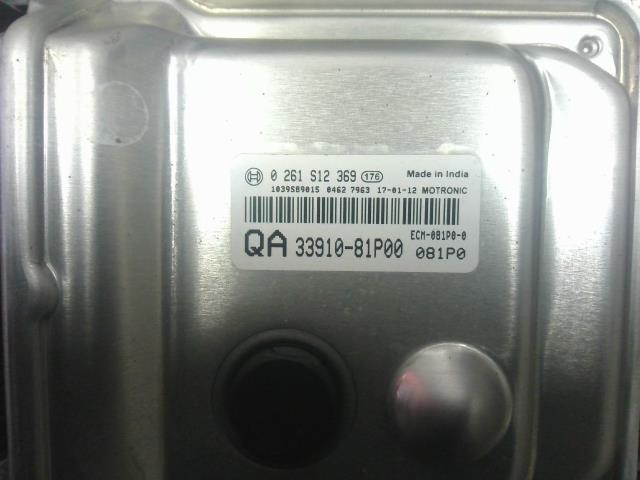 0 261 S12 369 176 Made in India
1039S89015 0462 7963 17-01-12 MOTRONIC
ECM-081P0-0
QA 33910-81P00 081P0